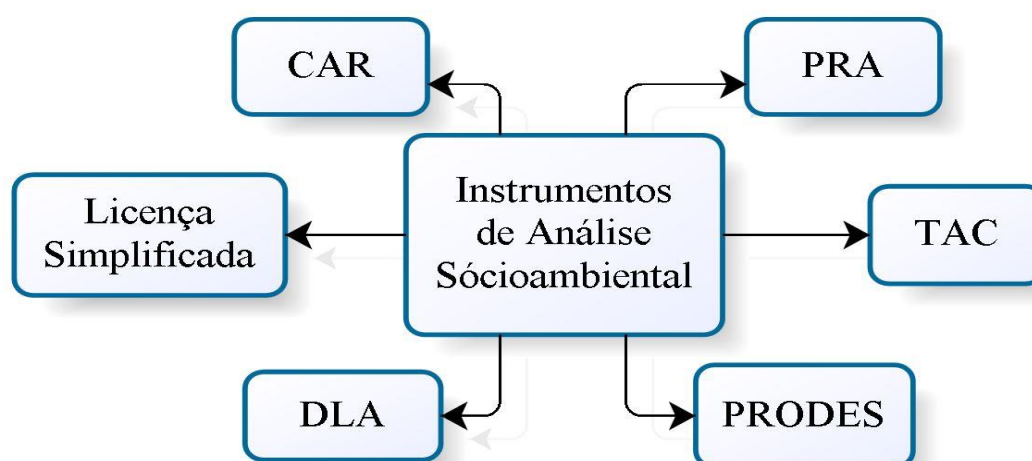 CAR
PRA
Instrumentos
de Análise
Sócioambiental
Licença
Simplificada
TAC
DLA
PRODES